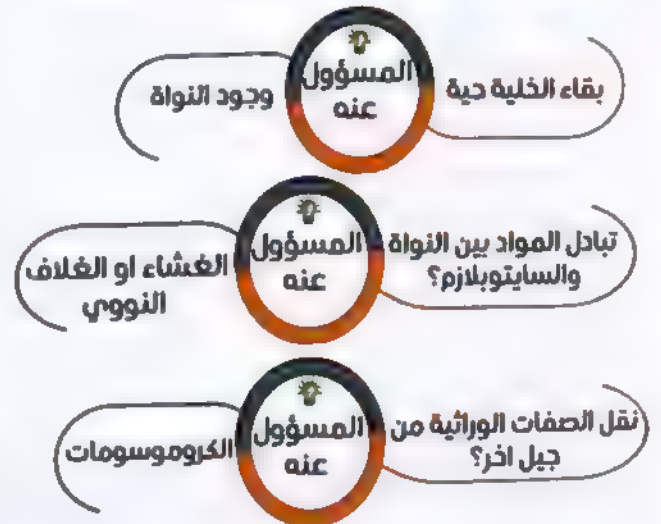 بقاء الخلية حية
المسؤول
عنه
وجود النواة
تبادل المواد بين النواة
والسايتوبلازم؟
المسؤول
عنه
الغشاء او الغلاف
النووي
نقل الصفات الوراثية من
جيل اخر؟
المسؤول
عنه
الكروموسومات